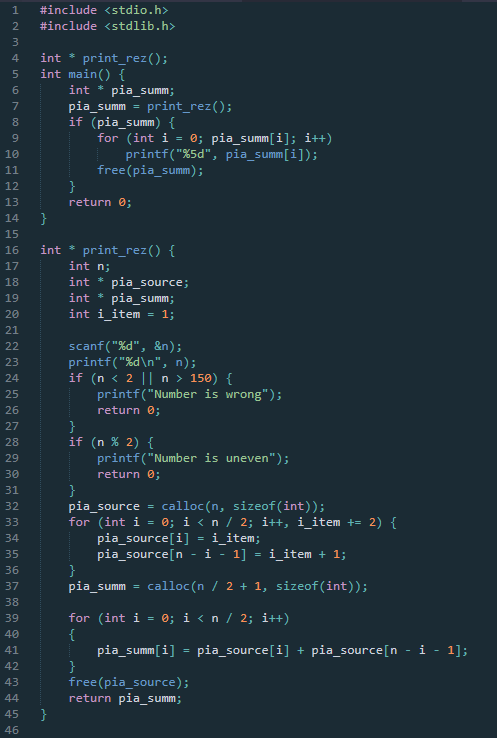 1 #include <stdio.h>
2 #include <stdlib.h>
3
4 int * print_rez();
5 int main() {
6     int * pia_summ;
7     pia_summ = print_rez();
8     if (pia_summ) {
9         for (int i = 0; pia_summ[i]; i++)
10             printf("%5d", pia_summ[i]);
11         free(pia_summ);
12     }
13     return 0;
14 }
15
16 int * print_rez() {
17     int n;
18     int * pia_source;
19     int * pia_summ;
20     int i_item = 1;
21
22     scanf("%d", &n);
23     printf("%d\n", n);
24     if (n < 2 || n > 150) {
25         printf("Number is wrong");
26         return 0;
27     }
28     if (n % 2) {
29         printf("Number is uneven");
30         return 0;
31     }
32     pia_source = calloc(n, sizeof(int));
33     for (int i = 0; i < n / 2; i++, i_item += 2) {
34         pia_source[i] = i_item;
35         pia_source[n - i - 1] = i_item + 1;
36     }
37     pia_summ = calloc(n / 2 + 1, sizeof(int));
38
39     for (int i = 0; i < n / 2; i++)
40     {
41         pia_summ[i] = pia_source[i] + pia_source[n - i - 1];
42     }
43     free(pia_source);
44     return pia_summ;
45 }
46